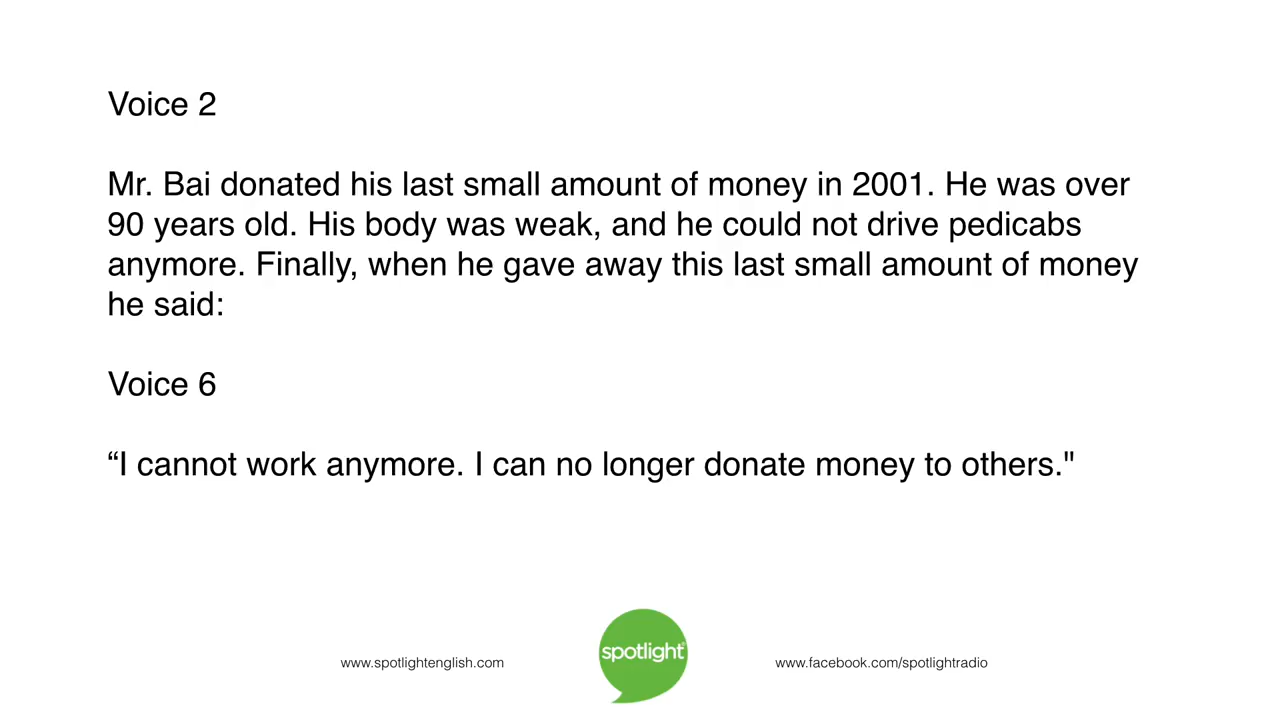 Voice 2
Mr. Bai donated his last small amount of money in 2001. He was over
90 years old. His body was weak, and he could not drive pedicabs
anymore. Finally, when he gave away this last small amount of money
he said:
Voice 6
“I cannot work anymore. I can no longer donate money to others."
www.spotlightenglish.com
spotlight®
www.facebook.com/spotlightradio